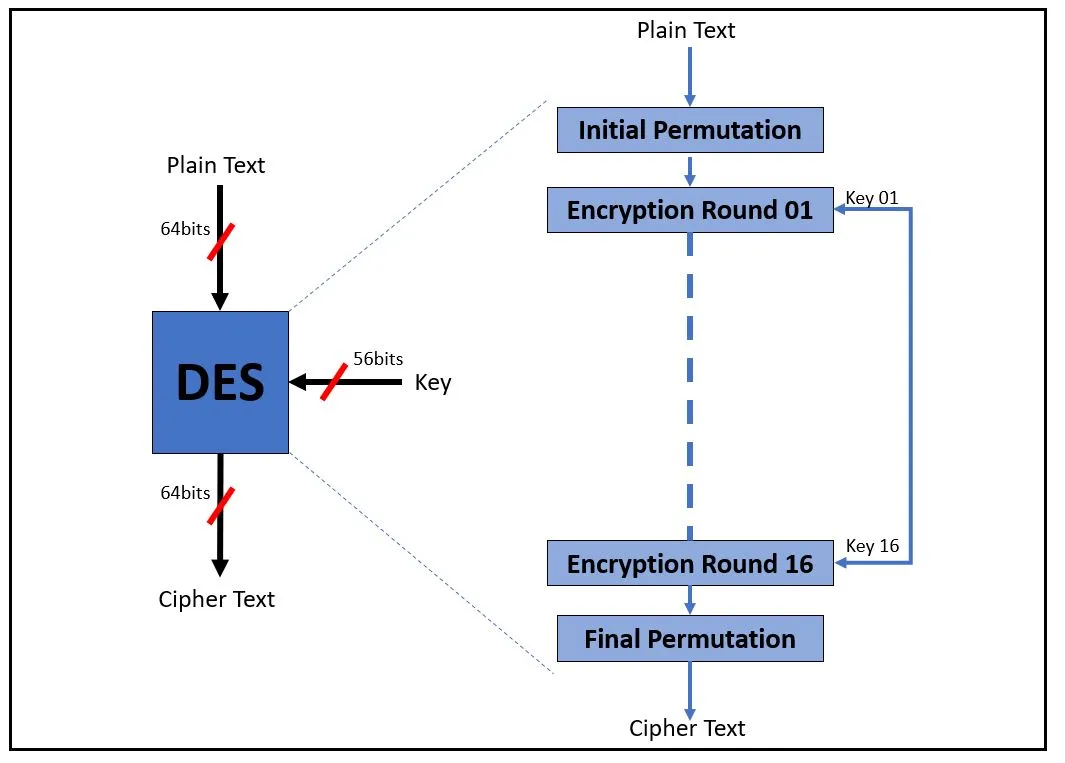 Plain Text
64bits
DES
56bits
Key
64bits
Cipher Text
Plain Text
Initial Permutation
Encryption Round 01
Key 01
Key 16
Encryption Round 16
Final Permutation
Cipher Text